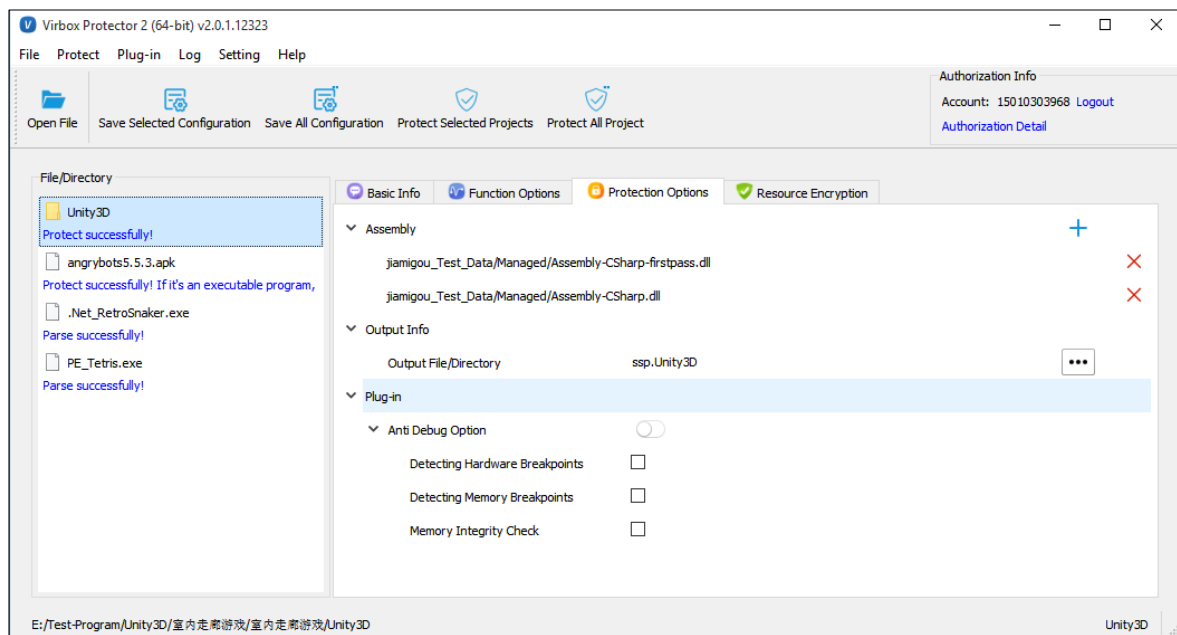 Virbox Protector 2 (64-bit) v2.0.1.12323
File Protect Plug-in Log Setting Help
Authorization Info
Account: 15010303968 Logout
Authorization Detail
Open File Save Selected Configuration Save All Configuration Protect Selected Projects Protect All Project
File/Directory
Unity3D
Protect successfully!
angrybots5.5.3.apk
Protect successfully! If it's an executable program,
.Net_RetroSnaker.exe
Parse successfully!
PE_Tetris.exe
Parse successfully!
Basic Info Function Options Protection Options Resource Encryption
Assembly
jiamigou_Test_Data/Managed/Assembly-CSharp-firstpass.dll
jiamigou_Test_Data/Managed/Assembly-CSharp.dll
Output Info
Output File/Directory ssp.Unity3D
Plug-in
Anti Debug Option
Detecting Hardware Breakpoints
Detecting Memory Breakpoints
Memory Integrity Check
E:/Test-Program/Unity3D/室内走廊游戏/室内走廊游戏/Unity3D Unity3D